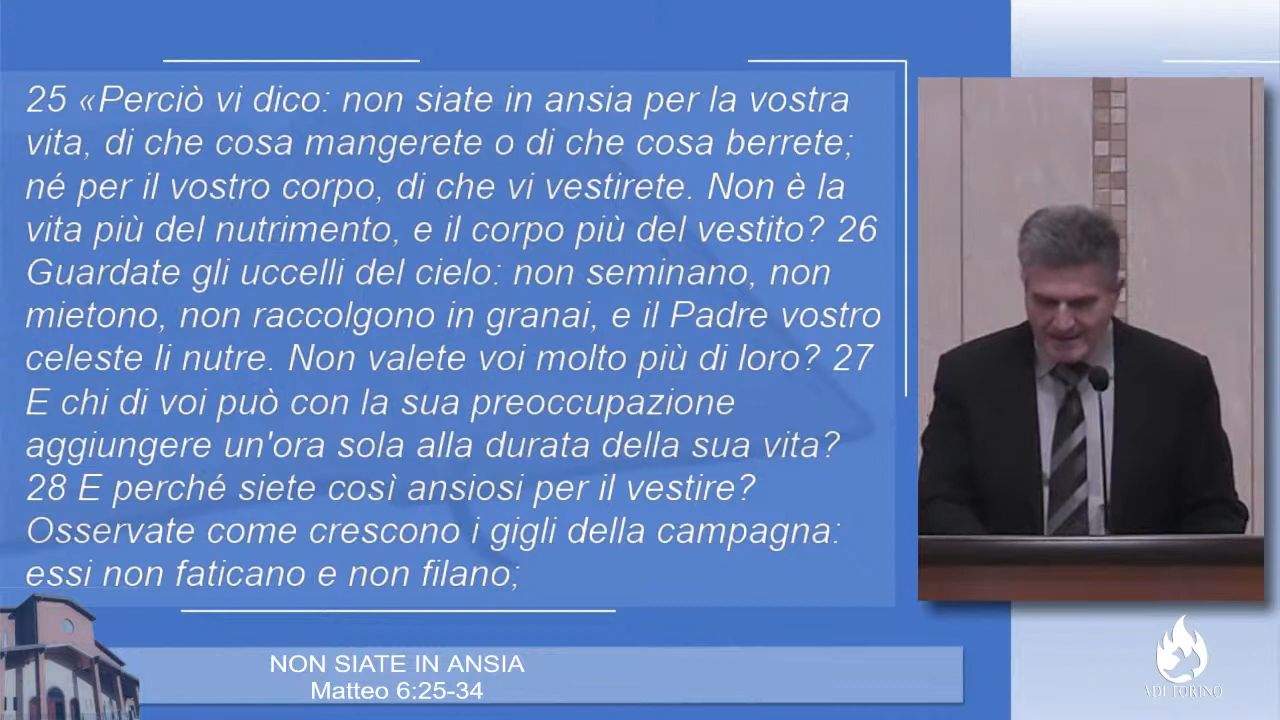 25 «Perciò vi dico: non siate in ansia per la vostra
vita, di che cosa mangerete o di che cosa berrete;
né per il vostro corpo, di che vi vestirete. Non è la
vita più del nutrimento, e il corpo più del vestito? 26
Guardate gli uccelli del cielo: non seminano, non
mietono, non raccolgono in granai, e il Padre vostro
celeste li nutre. Non valete voi molto più di loro? 27
E chi di voi può con la sua preoccupazione
aggiungere un'ora sola alla durata della sua vita?
28 E perché siete così ansiosi per il vestire?
Osservate come crescono i gigli della campagna:
essi non faticano e non filano;
NON SIATE IN ANSIA
Matteo 6:25-34
ADI TORINO